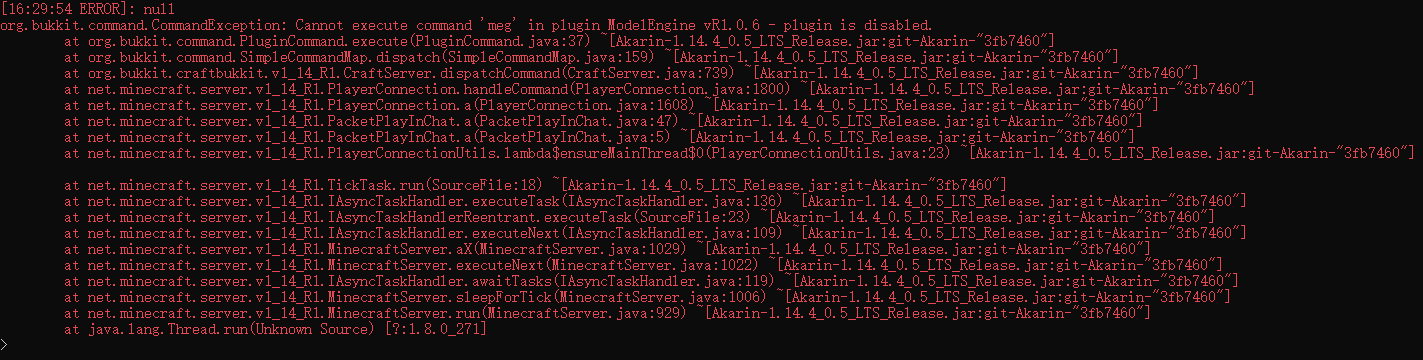 [16:29:54 ERROR]: null
org.bukkit.command.CommandException: Cannot execute command 'meg' in plugin ModelEngine vR1.0.6 - plugin is disabled.
at org.bukkit.command.PluginCommand.execute(PluginCommand.java:37) ~[Akarin-1.14.4_0.5_LTS_Release.jar:git-Akarin-"3fb7460"]
at org.bukkit.command.SimpleCommandMap.dispatch(SimpleCommandMap.java:159) ~[Akarin-1.14.4_0.5_LTS_Release.jar:git-Akarin-"3fb7460"]
at org.bukkit.craftbukkit.v1_14_R1.CraftServer.dispatchCommand(CraftServer.java:739) ~[Akarin-1.14.4_0.5_LTS_Release.jar:git-Akarin-"3fb7460"]
at net.minecraft.server.v1_14_R1.PlayerConnection.handleCommand(PlayerConnection.java:1800) ~[Akarin-1.14.4_0.5_LTS_Release.jar:git-Akarin-"3fb7460"]
at net.minecraft.server.v1_14_R1.PlayerConnection.a(PlayerConnection.java:1608) ~[Akarin-1.14.4_0.5_LTS_Release.jar:git-Akarin-"3fb7460"]
at net.minecraft.server.v1_14_R1.PacketPlayInChat.a(PacketPlayInChat.java:47) ~[Akarin-1.14.4_0.5_LTS_Release.jar:git-Akarin-"3fb7460"]
at net.minecraft.server.v1_14_R1.PacketPlayInChat.a(PacketPlayInChat.java:5) ~[Akarin-1.14.4_0.5_LTS_Release.jar:git-Akarin-"3fb7460"]
at net.minecraft.server.v1_14_R1.PlayerConnectionUtils.lambda$ensureMainThread$0(PlayerConnectionUtils.java:23) ~[Akarin-1.14.4_0.5_LTS_Release.jar:git-Akarin-"3fb7460"]
at net.minecraft.server.v1_14_R1.TickTask.run(SourceFile:18) ~[Akarin-1.14.4_0.5_LTS_Release.jar:git-Akarin-"3fb7460"]
at net.minecraft.server.v1_14_R1.IAsyncTaskHandler.executeTask(IAsyncTaskHandler.java:136) ~[Akarin-1.14.4_0.5_LTS_Release.jar:git-Akarin-"3fb7460"]
at net.minecraft.server.v1_14_R1.IAsyncTaskHandlerReentrant.executeTask(SourceFile:23) ~[Akarin-1.14.4_0.5_LTS_Release.jar:git-Akarin-"3fb7460"]
at net.minecraft.server.v1_14_R1.IAsyncTaskHandler.executeNext(IAsyncTaskHandler.java:109) ~[Akarin-1.14.4_0.5_LTS_Release.jar:git-Akarin-"3fb7460"]
at net.minecraft.server.v1_14_R1.MinecraftServer.aX(MinecraftServer.java:1029) ~[Akarin-1.14.4_0.5_LTS_Release.jar:git-Akarin-"3fb7460"]
at net.minecraft.server.v1_14_R1.MinecraftServer.executeNext(MinecraftServer.java:1022) ~[Akarin-1.14.4_0.5_LTS_Release.jar:git-Akarin-"3fb7460"]
at net.minecraft.server.v1_14_R1.IAsyncTaskHandler.awaitTasks(IAsyncTaskHandler.java:119) ~[Akarin-1.14.4_0.5_LTS_Release.jar:git-Akarin-"3fb7460"]
at net.minecraft.server.v1_14_R1.MinecraftServer.sleepForTick(MinecraftServer.java:1006) ~[Akarin-1.14.4_0.5_LTS_Release.jar:git-Akarin-"3fb7460"]
at net.minecraft.server.v1_14_R1.MinecraftServer.run(MinecraftServer.java:929) ~[Akarin-1.14.4_0.5_LTS_Release.jar:git-Akarin-"3fb7460"]
at java.lang.Thread.run(Unknown Source) [?:1.8.0_271]
>